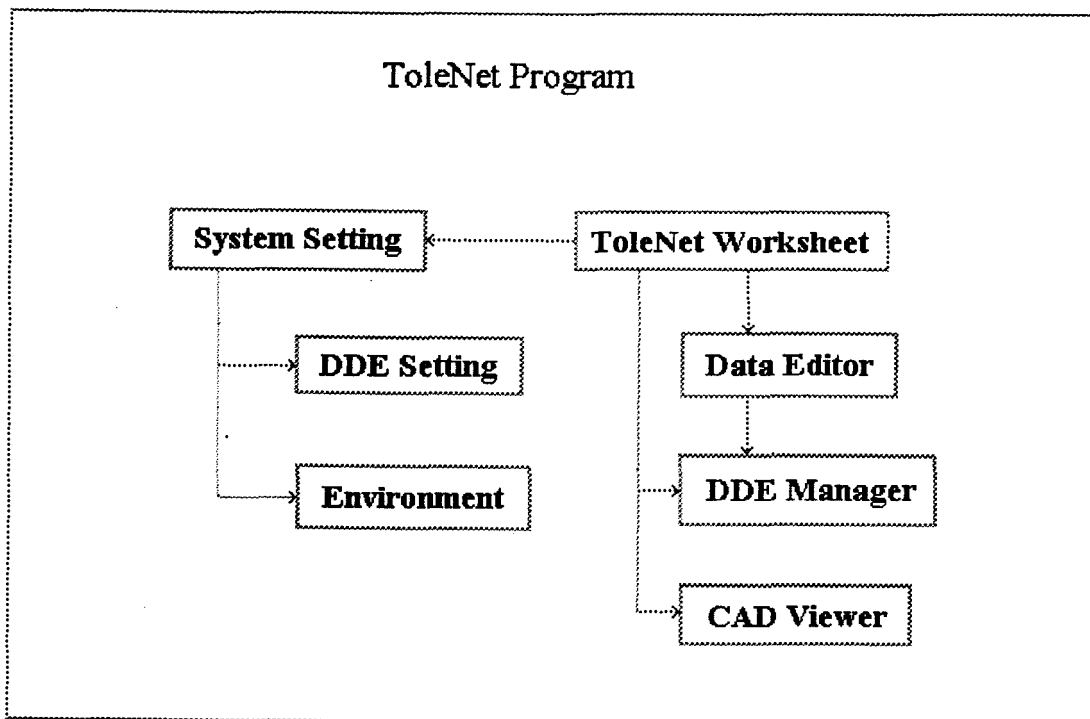 ToleNet Program
System Setting
ToleNet Worksheet
DDE Setting
Data Editor
Environment
DDE Manager
CAD Viewer